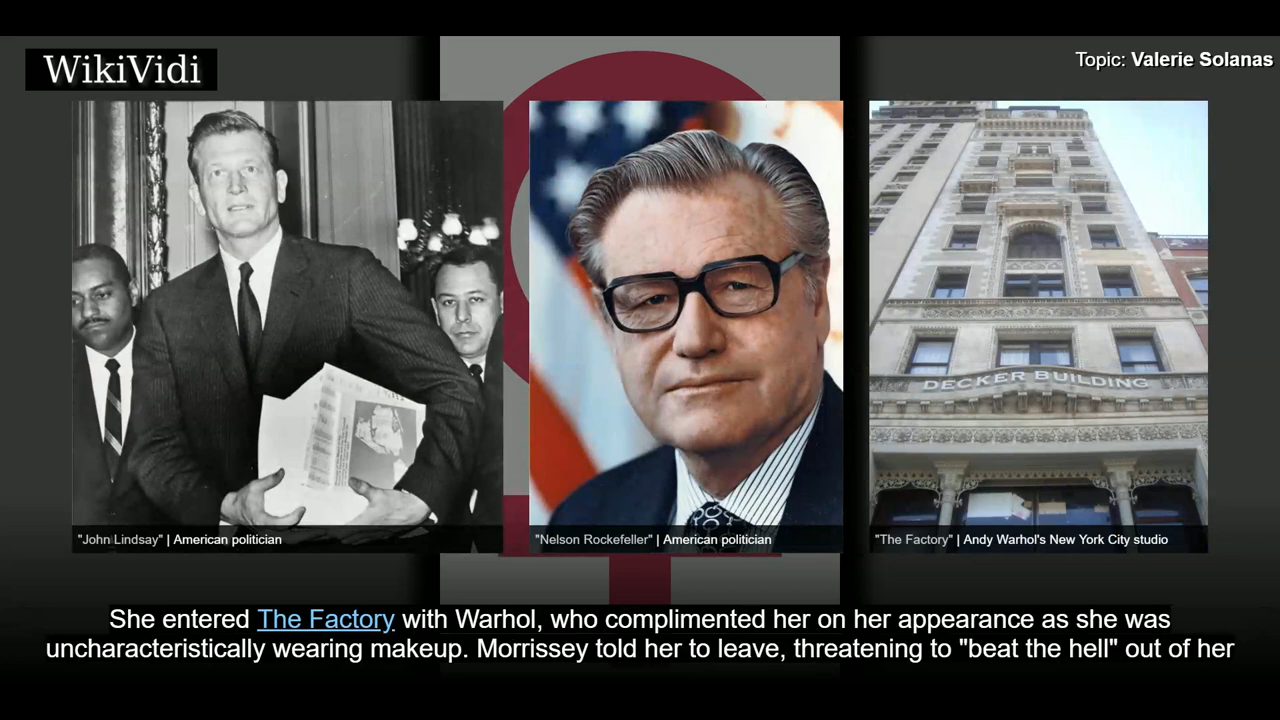 WikiVidi
Topic: Valerie Solanas
DECKER BUILDING
"John Lindsay" | American politician
"Nelson Rockefeller" | American politician
"The Factory" | Andy Warhol's New York City studio
She entered The Factory with Warhol, who complimented her on her appearance as she was
uncharacteristically wearing makeup. Morrissey told her to leave, threatening to "beat the hell" out of her